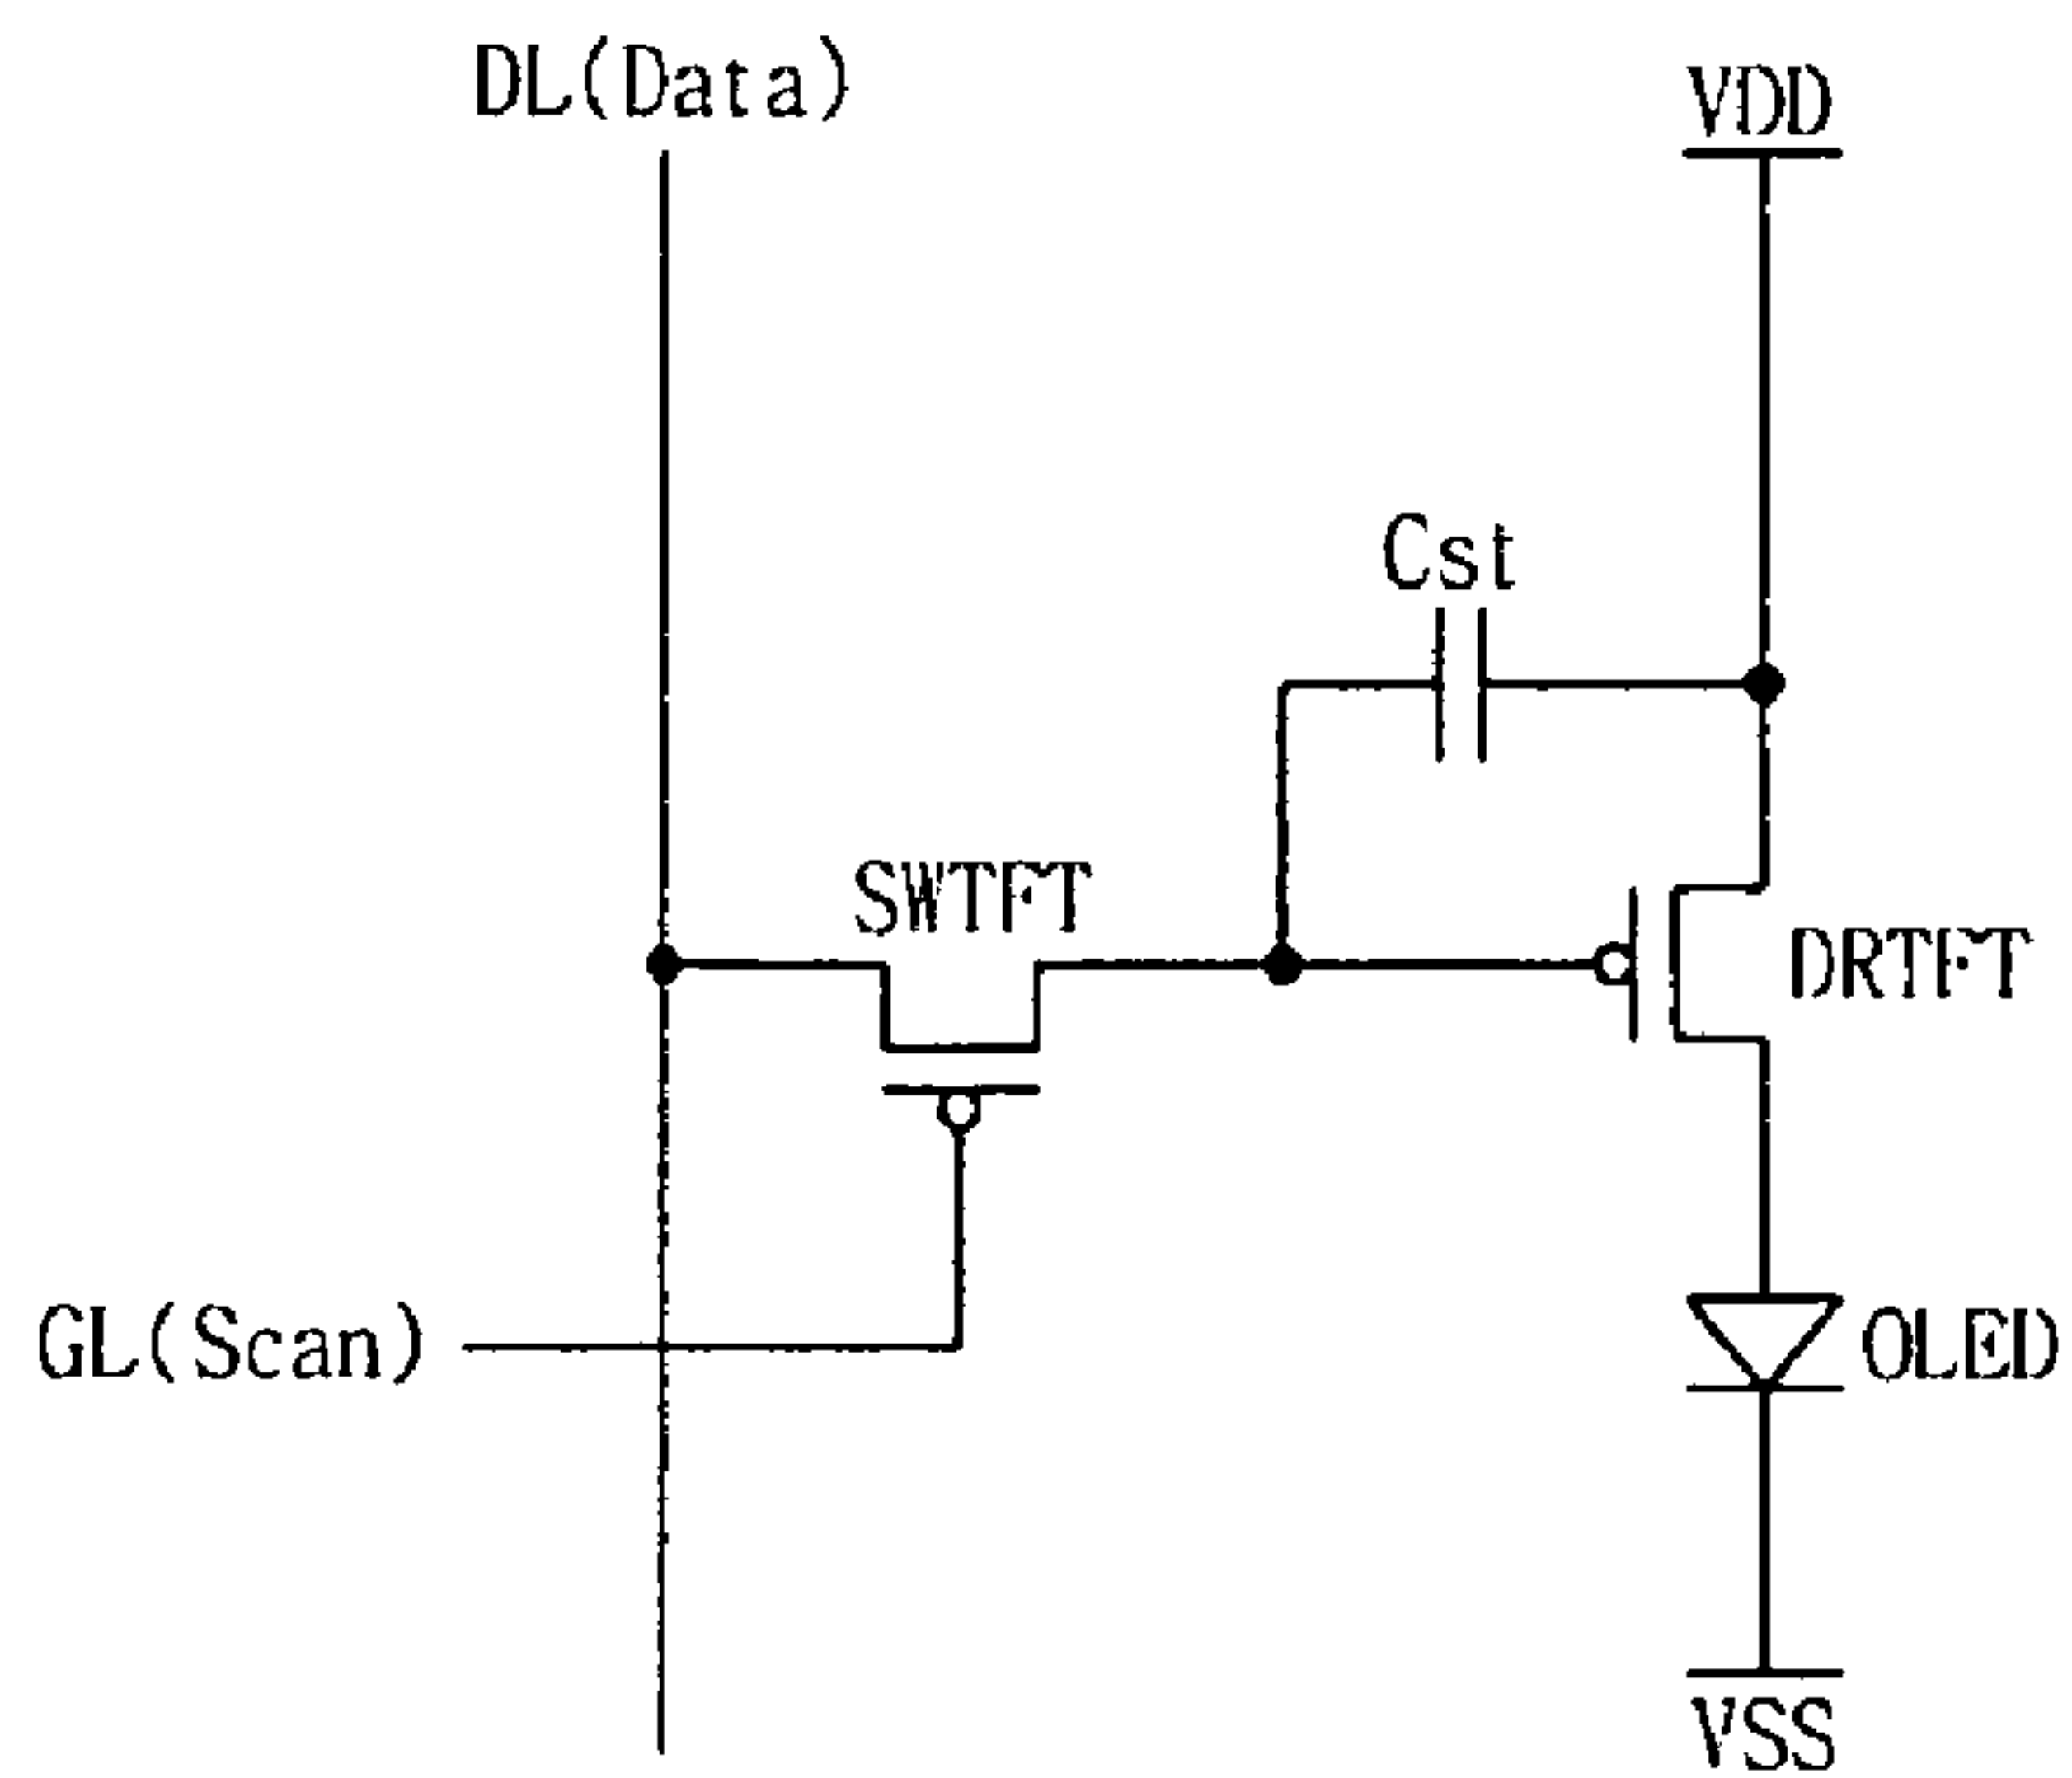 DL(Data)
VDD
Cst
SWTFT
DRTFT
GL(Scan)
OLED
VSS